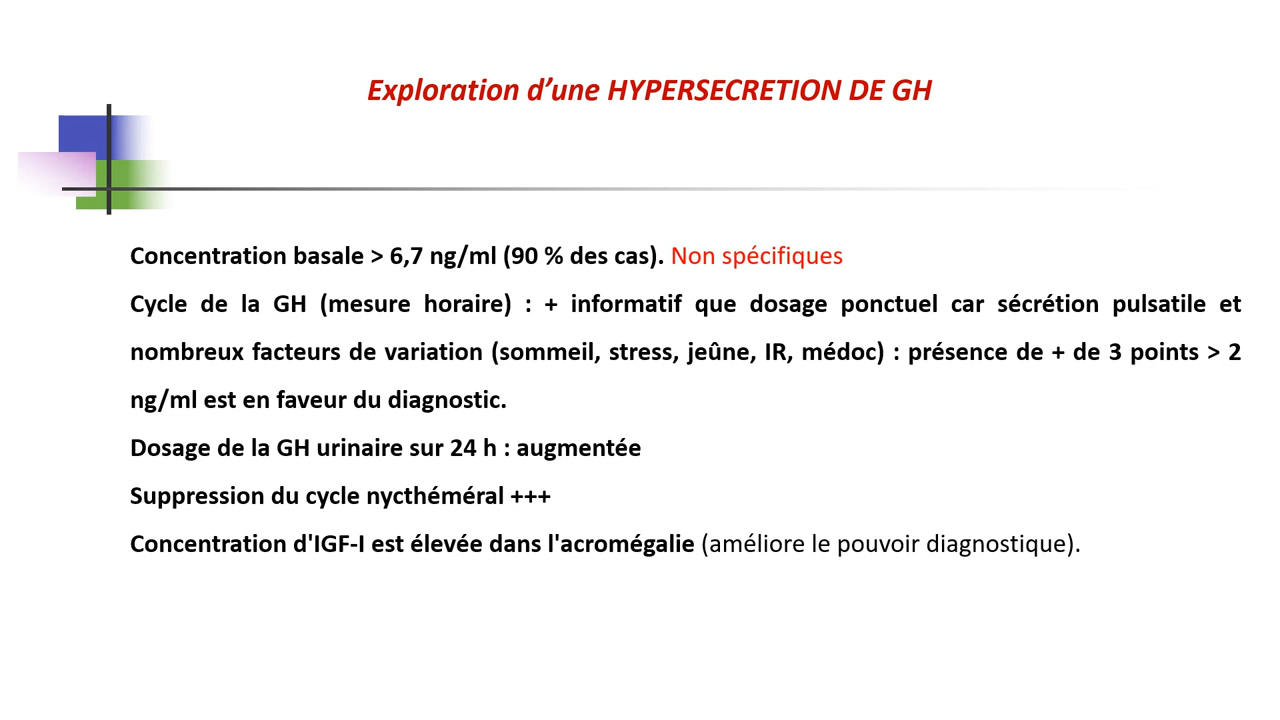 Exploration d’une HYPERSECRETION DE GH
Concentration basale > 6,7 ng/ml (90 % des cas). Non spécifiques
Cycle de la GH (mesure horaire) : + informatif que dosage ponctuel car sécrétion pulsatile et
nombreux facteurs de variation (sommeil, stress, jeûne, IR, médoc) : présence de + de 3 points > 2
ng/ml est en faveur du diagnostic.
Dosage de la GH urinaire sur 24 h : augmentée
Suppression du cycle nycthéméral +++
Concentration d'IGF-I est élevée dans l'acromégalie (améliore le pouvoir diagnostique).